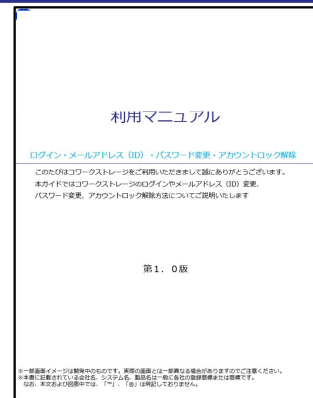 利用マニュアル
ログイン・メールアドレス（ID）・パスワード変更・アカウントロック解除
このたびはコワークストレージをご利用いただきまして誠にありがとうございます。
本ガイドではコワークストレージのログインやメールアドレス（ID）変更、
パスワード変更、アカウントロック解除方法についてご説明いたします
第１．０版
※一部画面イメージは開発中のものです。実際の画面とは一部異なる場合がありますのでご注意ください。
※本書に記載されている会社名、システム名、製品名は一般に各社の登録商標または商標です。
なお、本文および図表中では、「™」、「®」は明記しておりません。